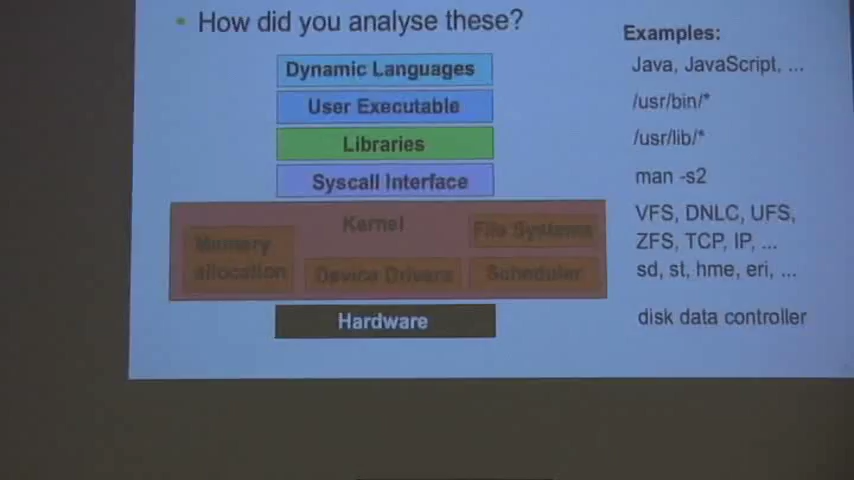 • How did you analyse these?
Examples:
Dynamic Languages
Java, JavaScript, ...
User Executable
/usr/bin/*
Libraries
/usr/lib/*
Syscall Interface
man -s2
Kernel
Memory
allocation
File Systems
Device Drivers
Scheduler
VFS, DNLC, UFS,
ZFS, TCP, IP, ...
sd, st, hme, eri, ...
Hardware
disk data controller